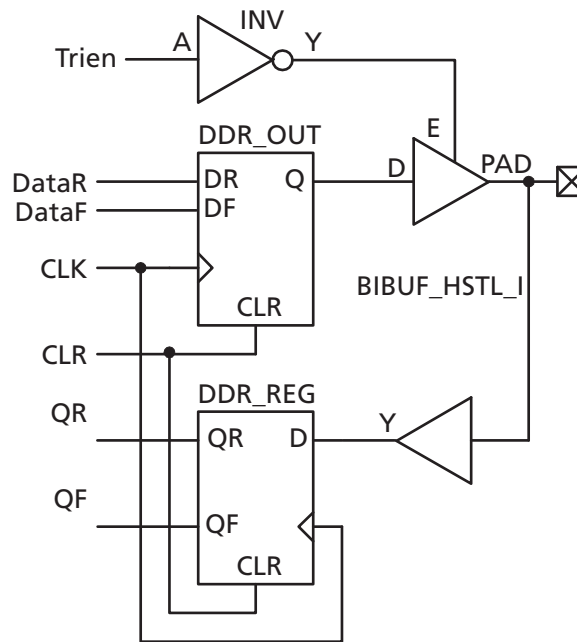 INV
Trien A Y
DDR_OUT E
DataR DR Q D PAD
DataF DF
CLK
BIBUF_HSTL_I
CLR
CLR
DDR_REG
QR QR D Y
QF QF
CLR